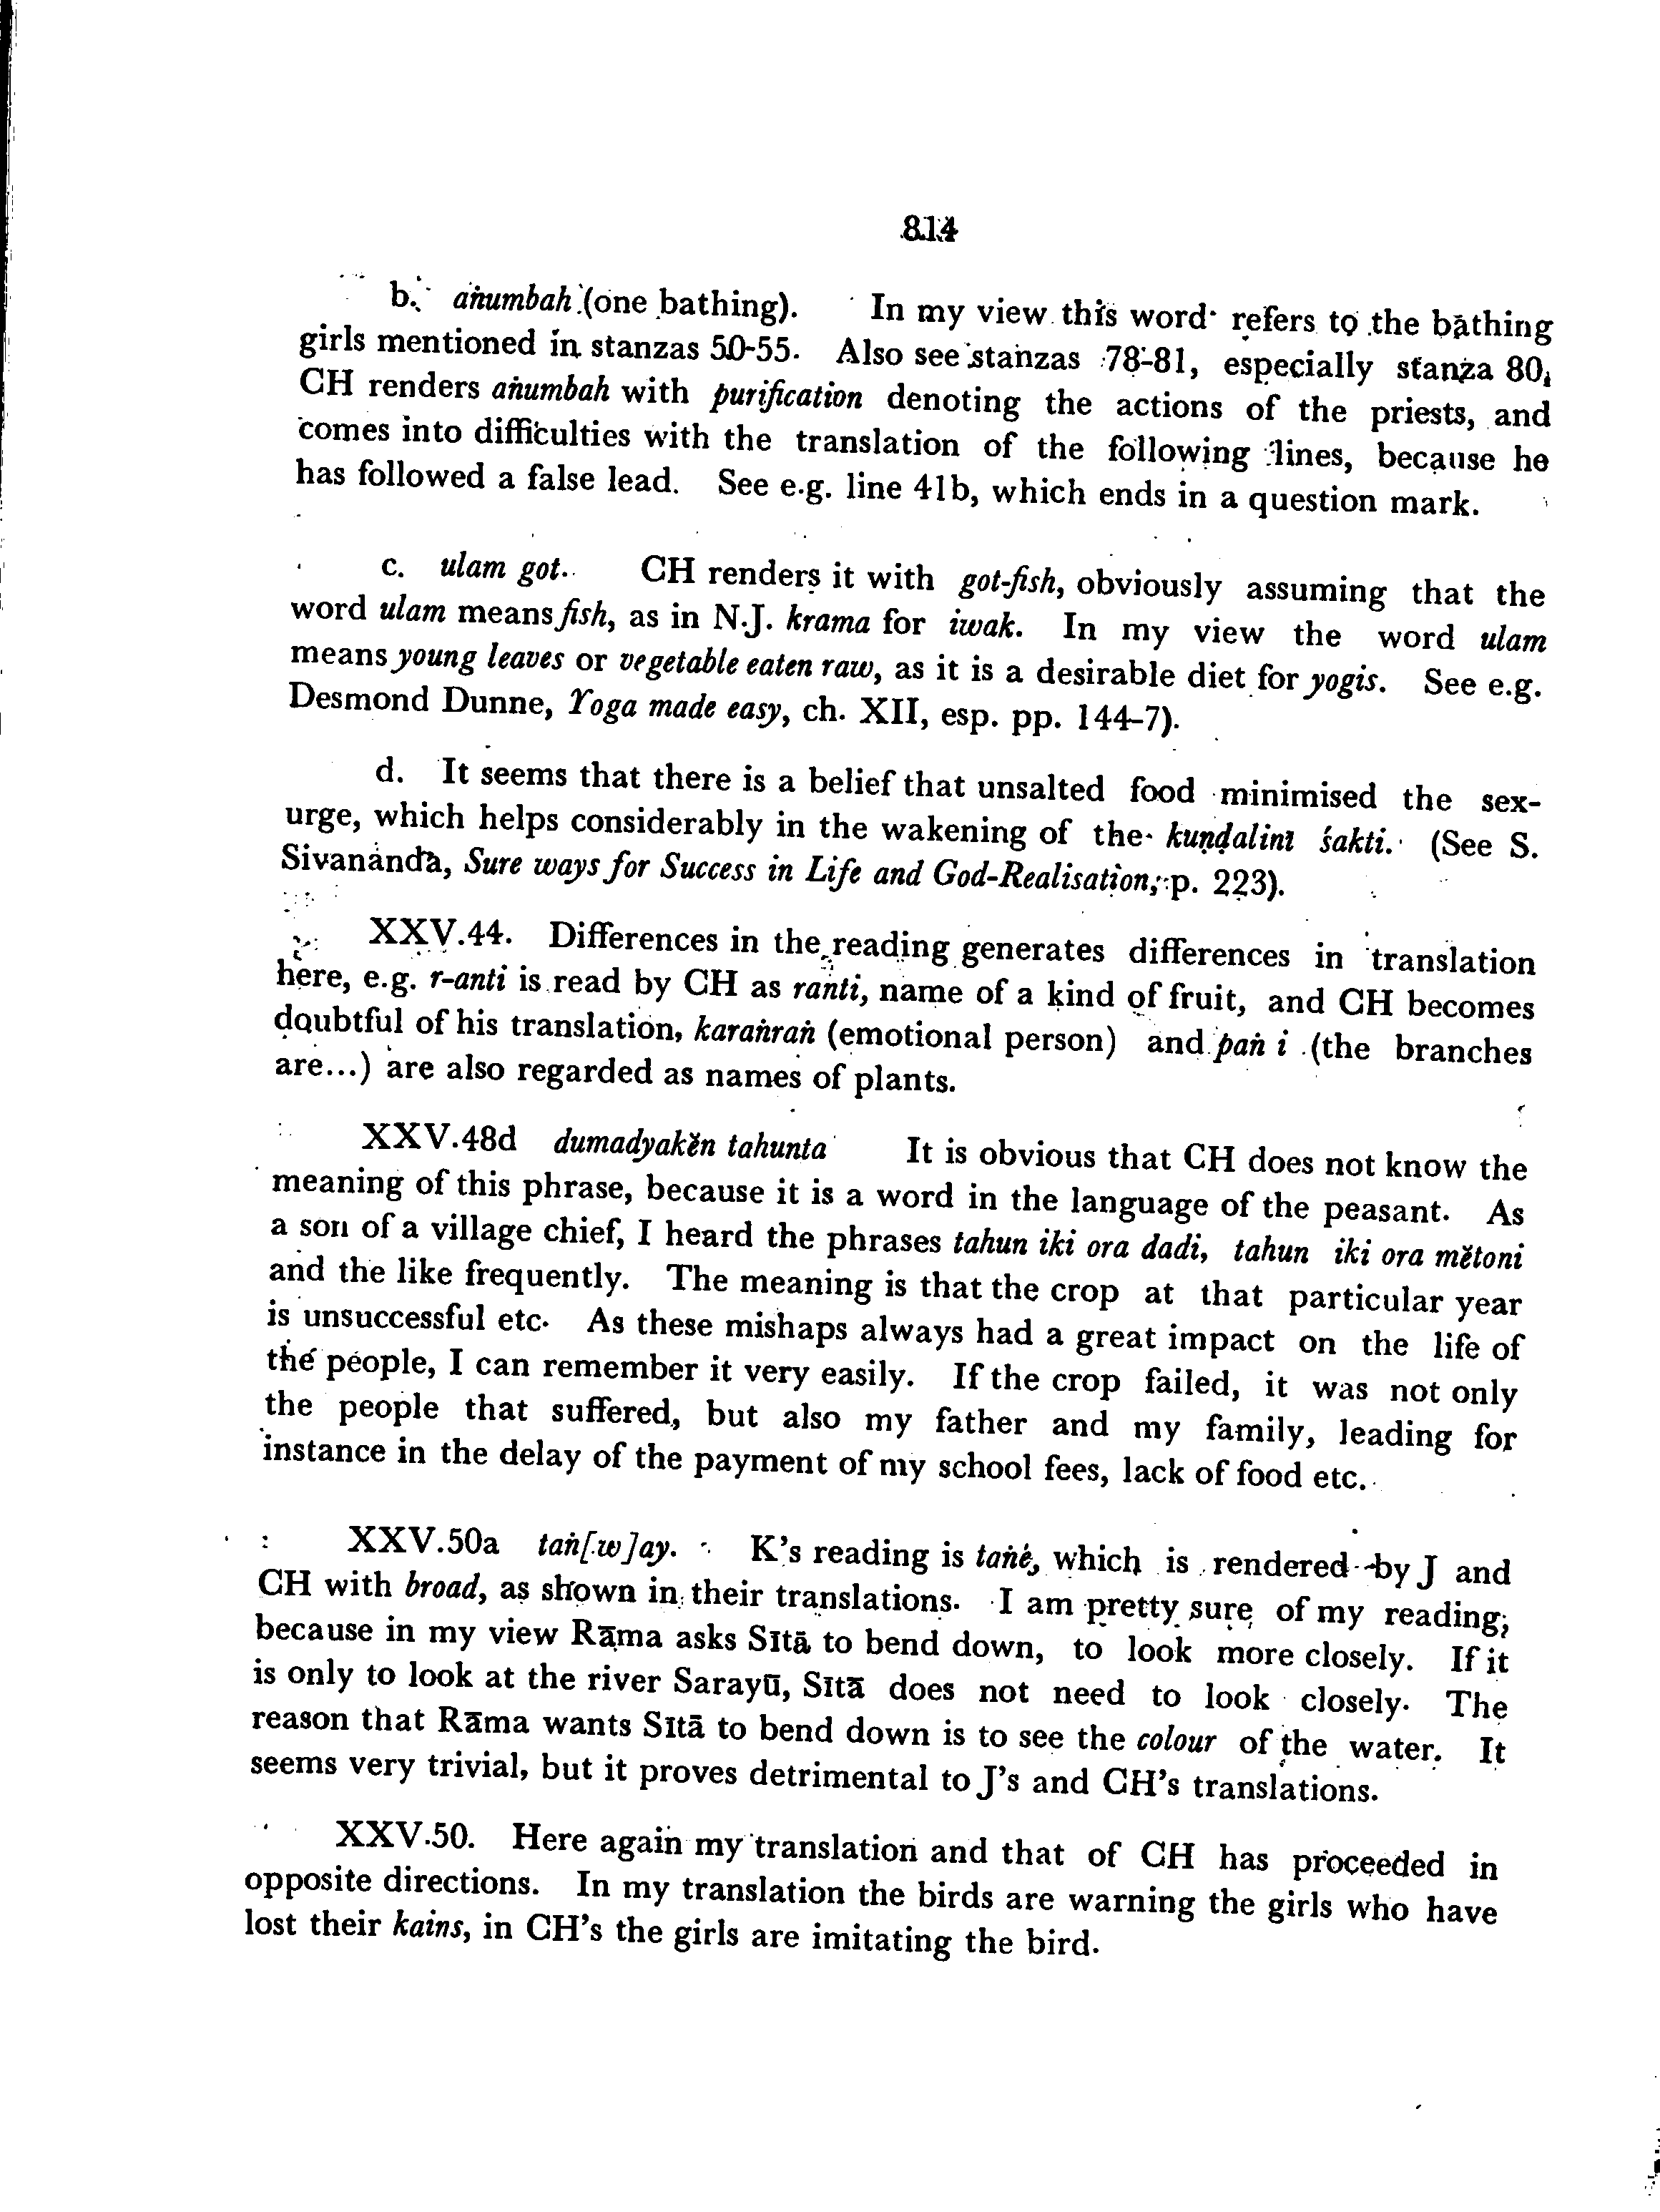 814
b. aṅumbah (one bathing). In my view this word refers to the bathing
girls mentioned in stanzas 50-55. Also see stanzas 78-81, especially stanza 80.
CH renders aṅumbah with purification denoting the actions of the priests, and
comes into difficulties with the translation of the following lines, because he
has followed a false lead. See e.g. line 41b, which ends in a question mark.
c. ulam got. CH renders it with got-fish, obviously assuming that the
word ulam means fish, as in N.J. krama for iwak. In my view the word ulam
means young leaves or vegetable eaten raw, as it is a desirable diet for yogis. See e.g.
Desmond Dunne, Yoga made easy, ch. XII, esp. pp. 144-7).
d. It seems that there is a belief that unsalted food minimised the sex-
urge, which helps considerably in the wakening of the kuṇḍalinī śakti. (See S.
Sivananda, Sure ways for Success in Life and God-Realisation, p. 223).
XXV.44. Differences in the reading generates differences in translation
here, e.g. r-anti is read by CH as ranti, name of a kind of fruit, and CH becomes
doubtful of his translation, karaṅraṅ (emotional person) and paṅ i (the branches
are...) are also regarded as names of plants.
XXV.48d dumadyakĕn tahunta It is obvious that CH does not know the
meaning of this phrase, because it is a word in the language of the peasant. As
a son of a village chief, I heard the phrases tahun iki ora dadi, tahun iki ora mĕtoni
and the like frequently. The meaning is that the crop at that particular year
is unsuccessful etc. As these mishaps always had a great impact on the life of
the people, I can remember it very easily. If the crop failed, it was not only
the people that suffered, but also my father and my family, leading for
instance in the delay of the payment of my school fees, lack of food etc.
XXV.50a taṅ[w]ay. K's reading is taṅé, which is rendered by J and
CH with broad, as shown in their translations. I am pretty sure of my reading,
because in my view Rāma asks Sītā to bend down, to look more closely. If it
is only to look at the river Sarayū, Sītā does not need to look closely. The
reason that Rāma wants Sītā to bend down is to see the colour of the water. It
seems very trivial, but it proves detrimental to J's and CH's translations.
XXV.50. Here again my translation and that of CH has proceeded in
opposite directions. In my translation the birds are warning the girls who have
lost their kains, in CH's the girls are imitating the bird.